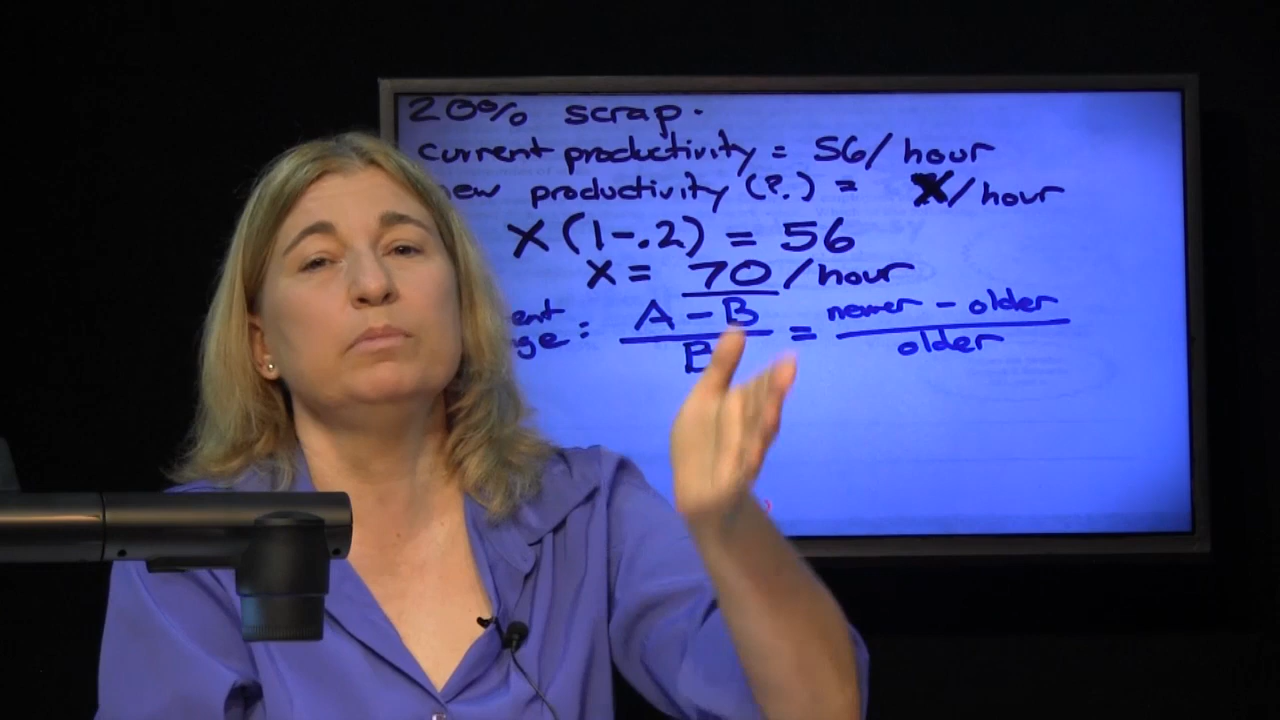 20% scrap.
current productivity = 56/hour
new productivity (?.) = X/hour
X (1-.2) = 56
X = 70/hour
A - B / B = newer - older / older